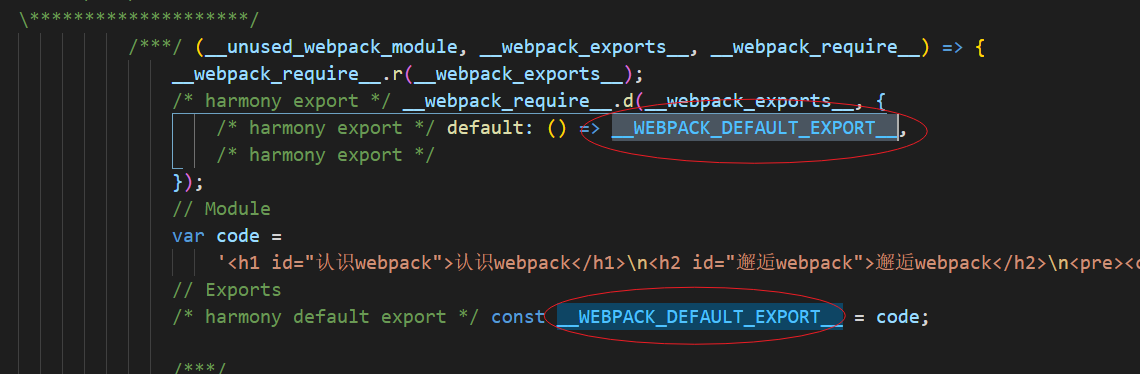 \********************/
/***/ (__unused_webpack_module, __webpack_exports__, __webpack_require__) => {
__webpack_require__.r(__webpack_exports__);
/* harmony export */ __webpack_require__.d(__webpack_exports__, {
/* harmony export */ default: () => __WEBPACK_DEFAULT_EXPORT__,
/* harmony export */
});
// Module
var code =
'<h1 id="认识webpack">认识webpack</h1>\n<h2 id="邂逅webpack">邂逅webpack</h2>\n<pre><c
// Exports
/* harmony default export */ const __WEBPACK_DEFAULT_EXPORT__ = code;
/***/